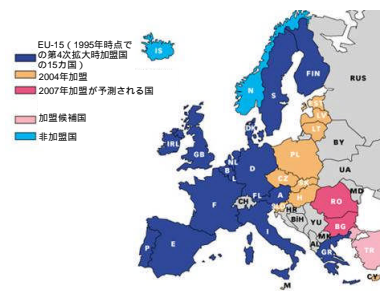 EU-15（1995年時点で
の第4次拡大時加盟国
の15カ国）
2004年加盟
2007年加盟が予測される国
加盟候補国
非加盟国
IS
FIN
N
S
RUS
EST
LV
LT
DK
IRL
GB
BY
NL
B
D
PL
L
CZ
UA
SK
FL
A
H
MD
F
CH
RO
HR
BiH
YU
I
BG
MK
AL
P
E
GR
TR
CY
M